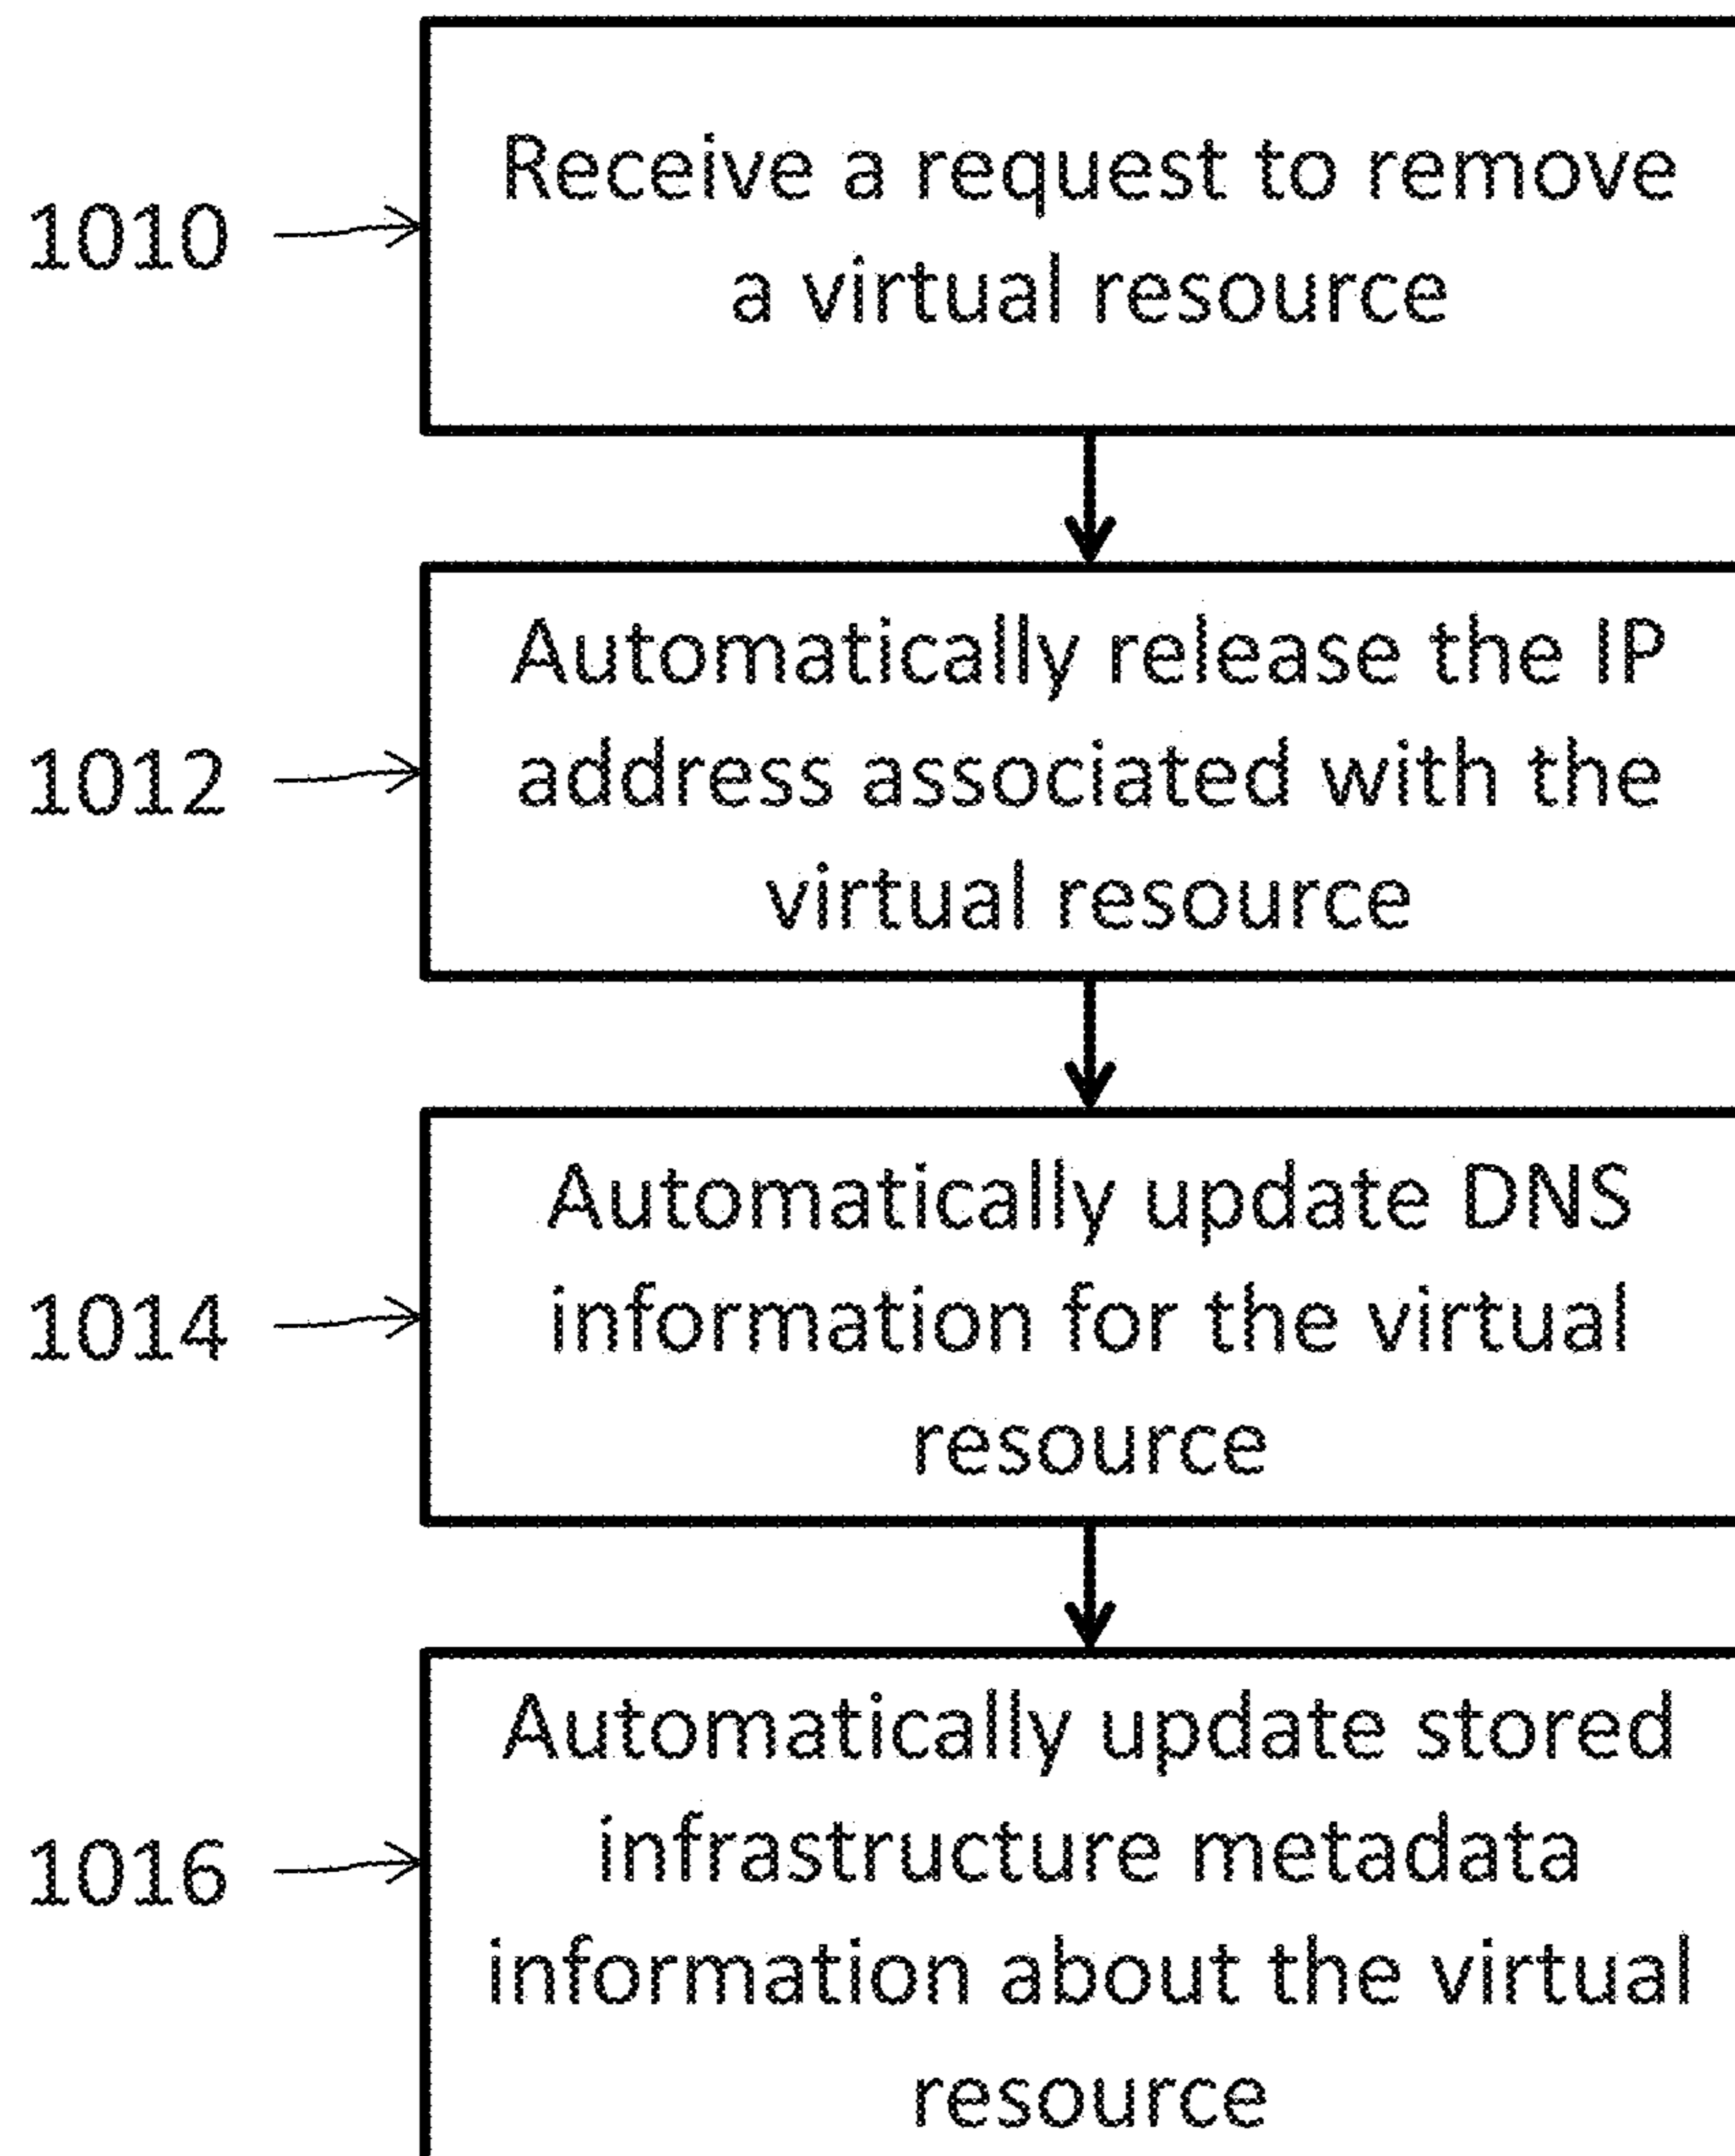 1010
Receive a request to remove
a virtual resource
1012
Automatically release the IP
address associated with the
virtual resource
1014
Automatically update DNS
information for the virtual
resource
1016
Automatically update stored
infrastructure metadata
information about the virtual
resource